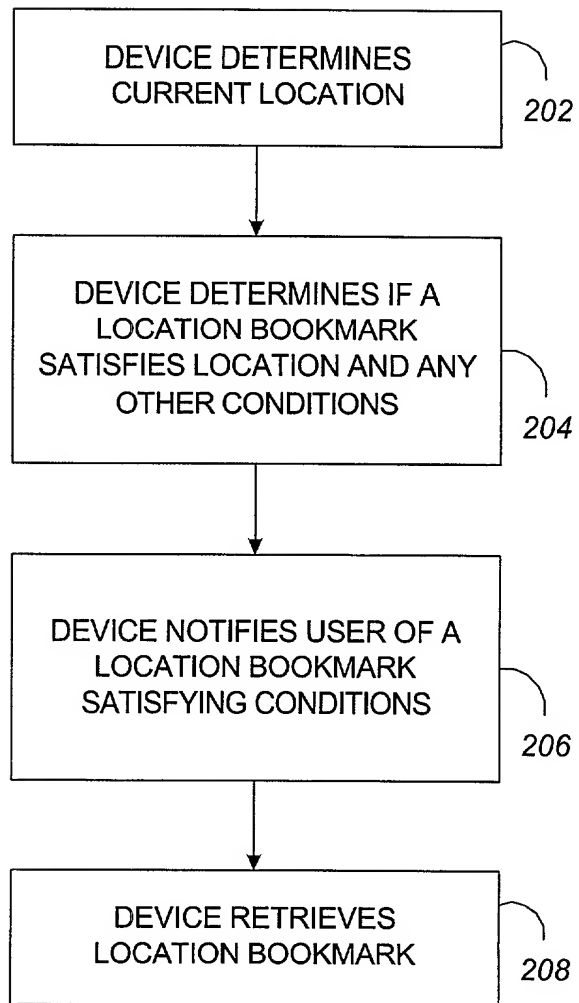 DEVICE DETERMINES
CURRENT LOCATION
202
DEVICE DETERMINES IF A
LOCATION BOOKMARK
SATISFIES LOCATION AND ANY
OTHER CONDITIONS
204
DEVICE NOTIFIES USER OF A
LOCATION BOOKMARK
SATISFYING CONDITIONS
206
DEVICE RETRIEVES
LOCATION BOOKMARK
208